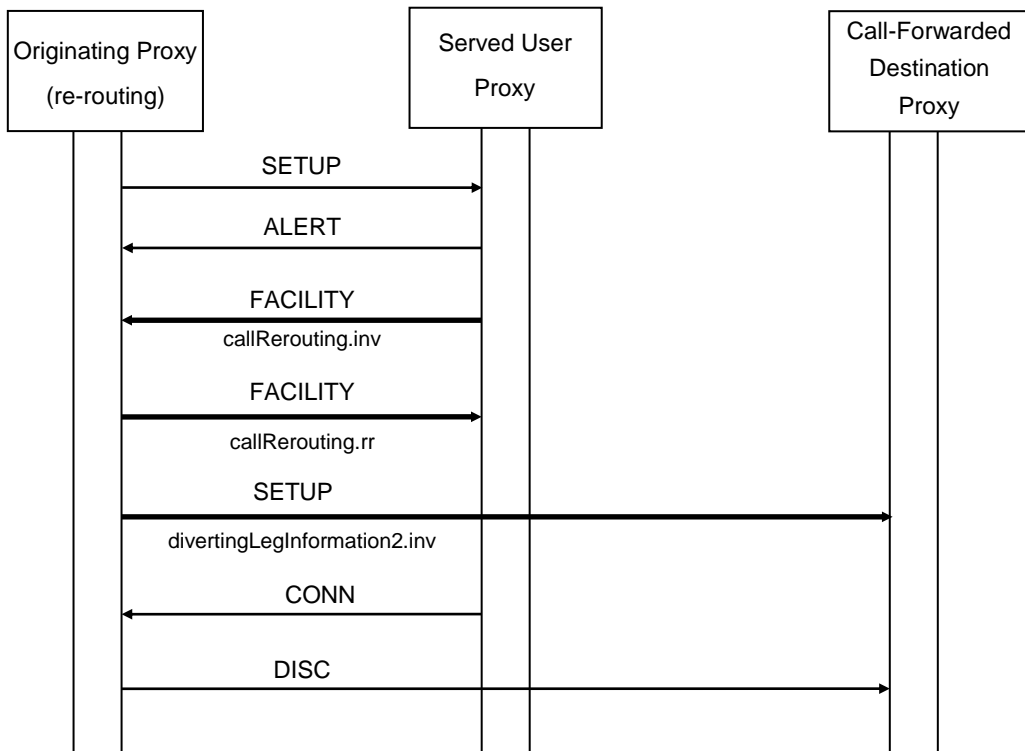 Originating Proxy
(re-routing)
Served User
Proxy
Call-Forwarded
Destination
Proxy
SETUP
ALERT
FACILITY
callRerouting.inv
FACILITY
callRerouting.rr
SETUP
divertingLegInformation2.inv
CONN
DISC